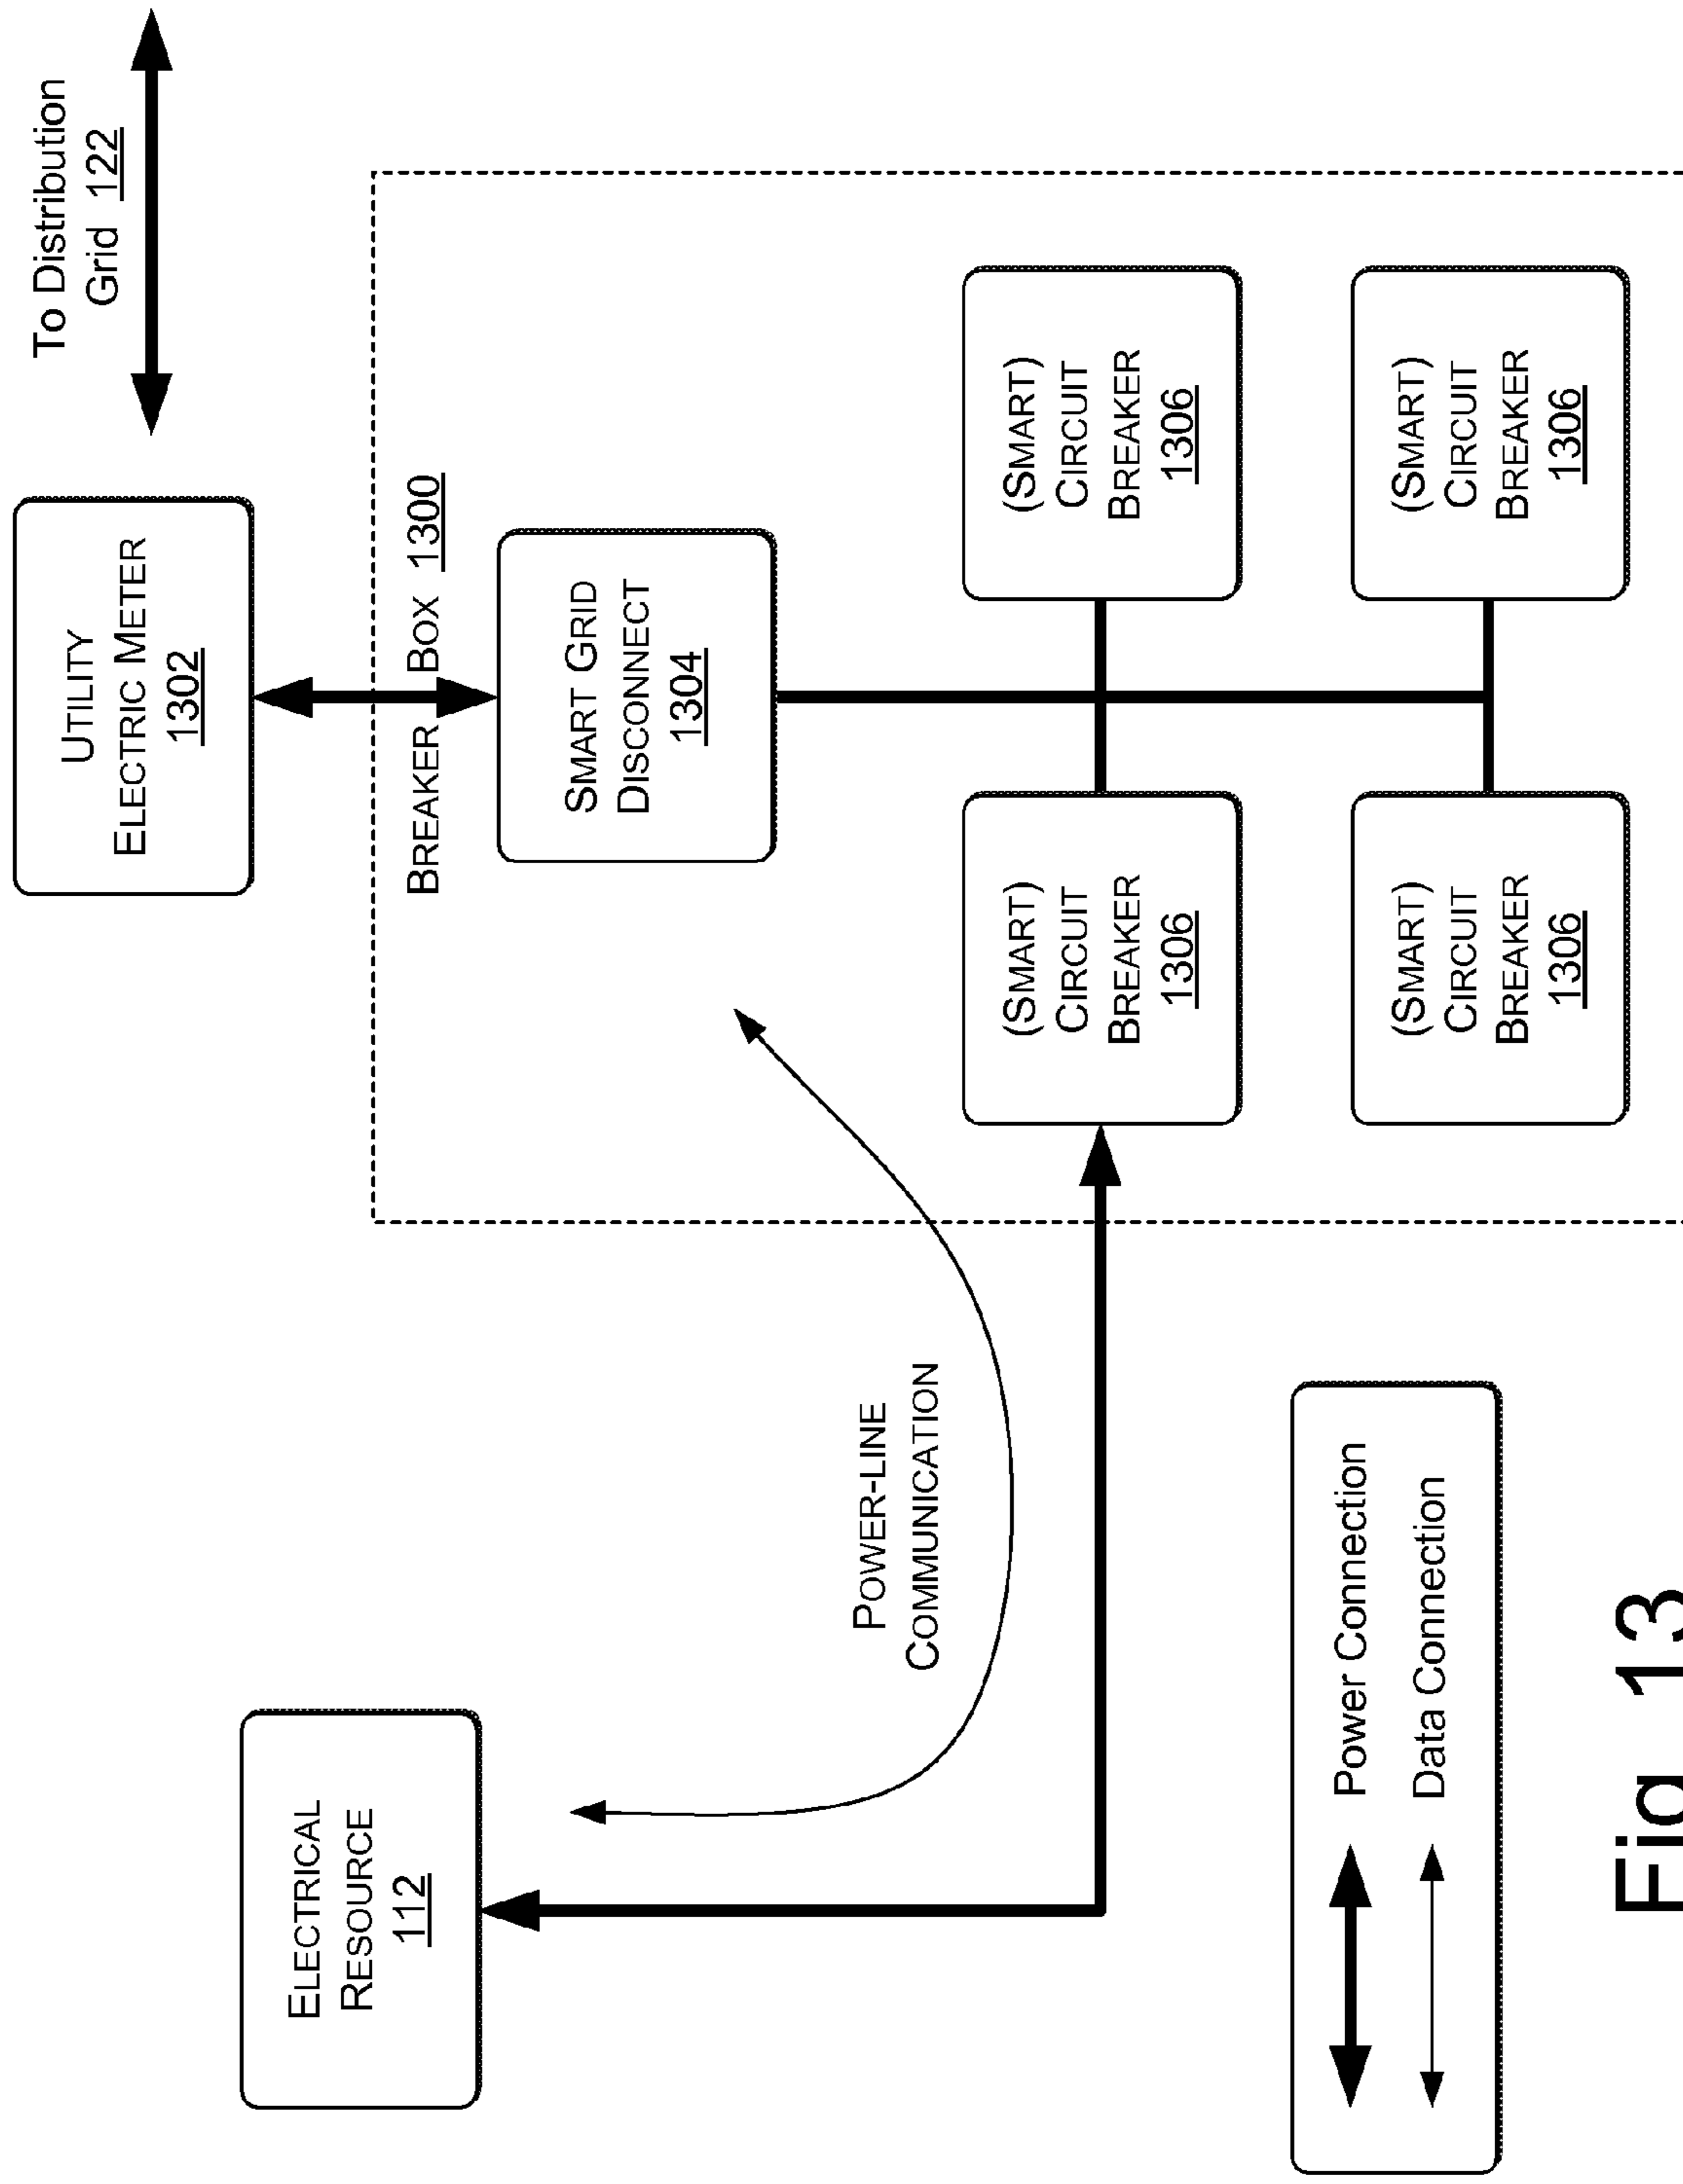 To Distribution
Grid 122
UTILITY
ELECTRIC METER
1302
BREAKER BOX 1300
SMART GRID
DISCONNECT
1304
ELECTRICAL
RESOURCE
112
POWER-LINE
COMMUNICATION
(SMART)
CIRCUIT
BREAKER
1306
(SMART)
CIRCUIT
BREAKER
1306
(SMART)
CIRCUIT
BREAKER
1306
(SMART)
CIRCUIT
BREAKER
1306
Power Connection
Data Connection
Fig. 13